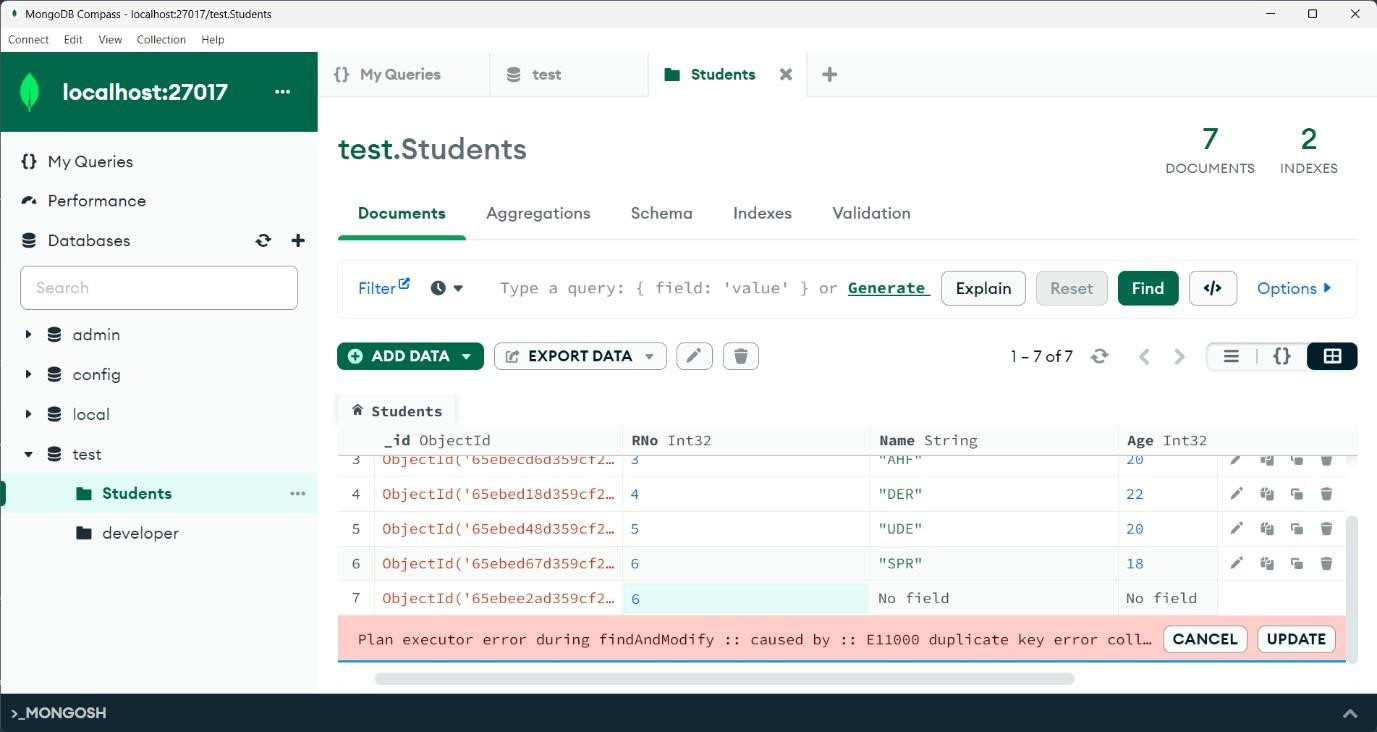 MongoDB Compass - localhost:27017/test.Students
Connect Edit View Collection Help
localhost:27017 ...
{} My Queries
test
Students
{} My Queries
Performance
Databases
Search
admin
config
local
test
Students ...
developer
test.Students
7
DOCUMENTS
2
INDEXES
Documents Aggregations Schema Indexes Validation
Filter Type a query: { field: 'value' } or Generate Explain Reset Find </> Options
ADD DATA EXPORT DATA 1 – 7 of 7 {}
Students
_id ObjectId RNo Int32 Name String Age Int32
3 ObjectId('65ebecd6d359cf2… 3 "AHF" 20
4 ObjectId('65ebed18d359cf2… 4 "DER" 22
5 ObjectId('65ebed48d359cf2… 5 "UDE" 20
6 ObjectId('65ebed67d359cf2… 6 "SPR" 18
7 ObjectId('65ebee2ad359cf2… 6 No field No field
Plan executor error during findAndModify :: caused by :: E11000 duplicate key error coll… CANCEL UPDATE
>_MONGOSH